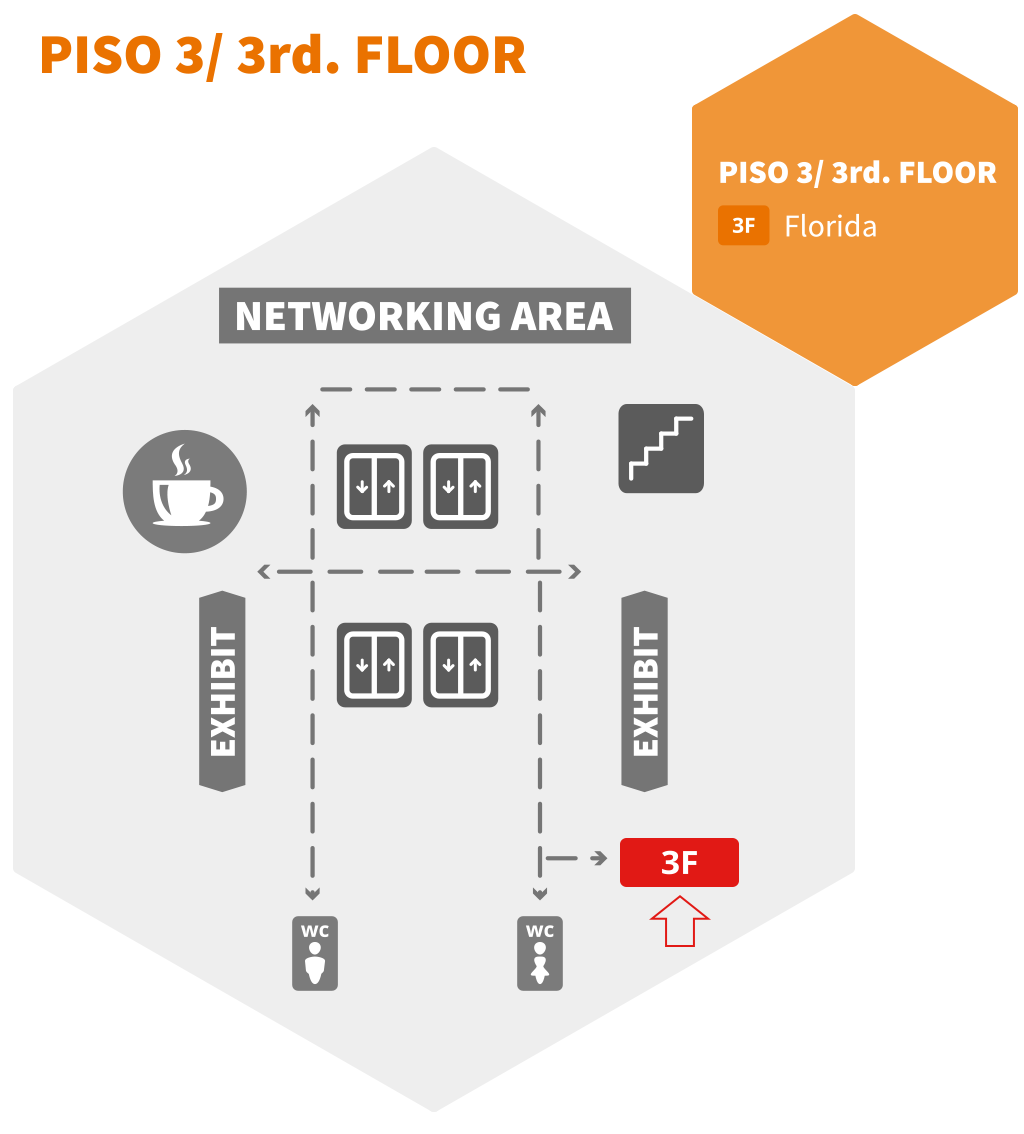 PISO 3/ 3rd. FLOOR
PISO 3/ 3rd. FLOOR
3F Florida
NETWORKING AREA
EXHIBIT
EXHIBIT
3F
WC
WC